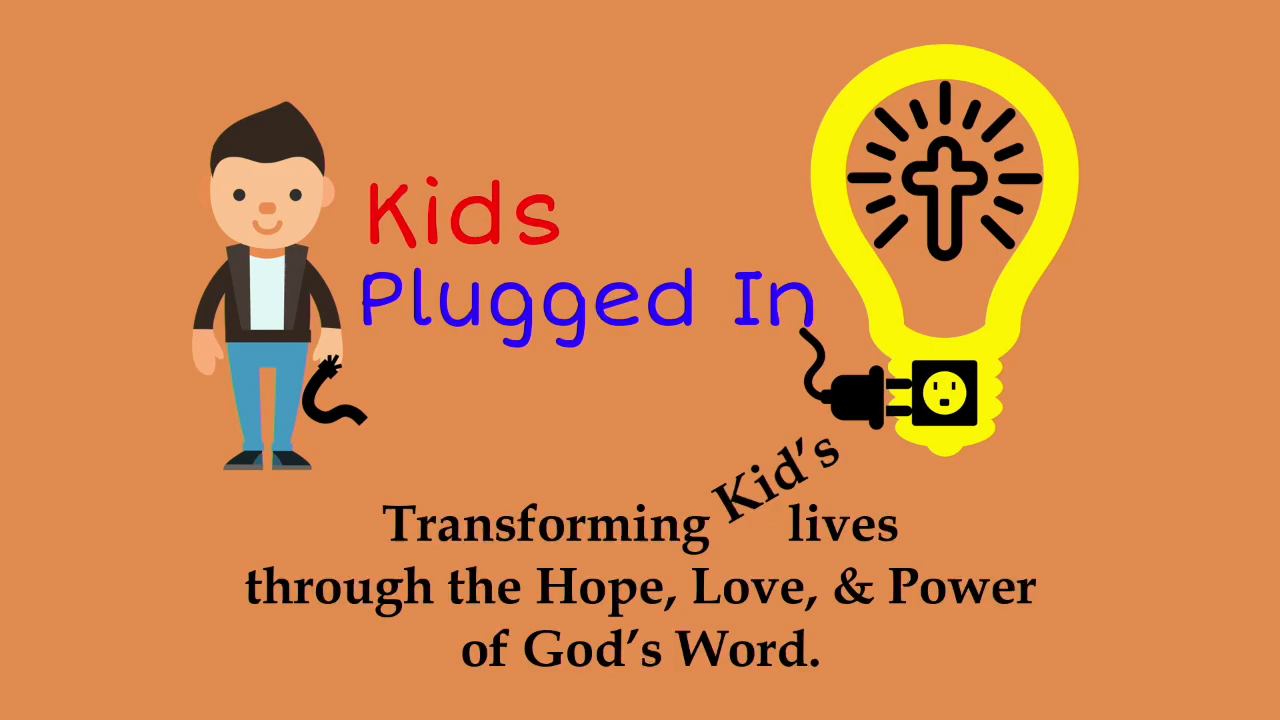 Kids
Plugged In
Transforming Kid’s lives
through the Hope, Love, & Power
of God’s Word.